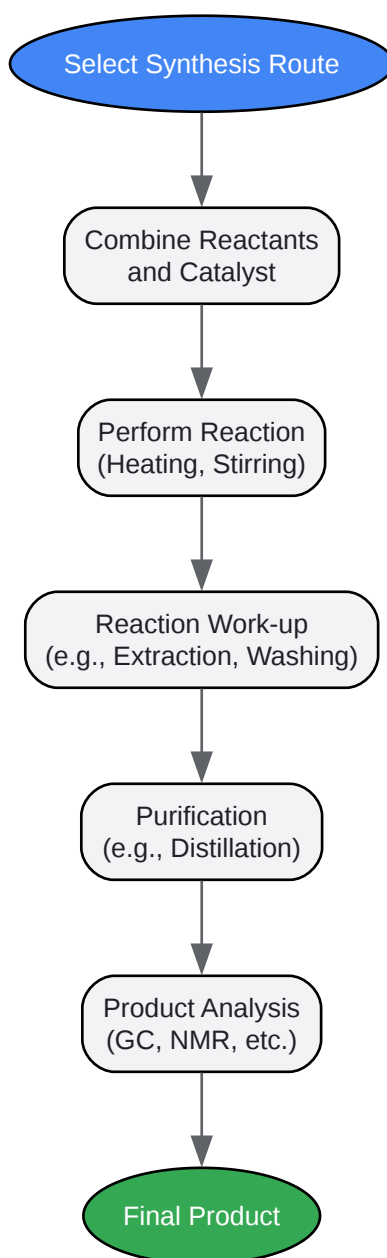 Select Synthesis Route
Combine Reactants
and Catalyst
Perform Reaction
(Heating, Stirring)
Reaction Work-up
(e.g., Extraction, Washing)
Purification
(e.g., Distillation)
Product Analysis
(GC, NMR, etc.)
Final Product